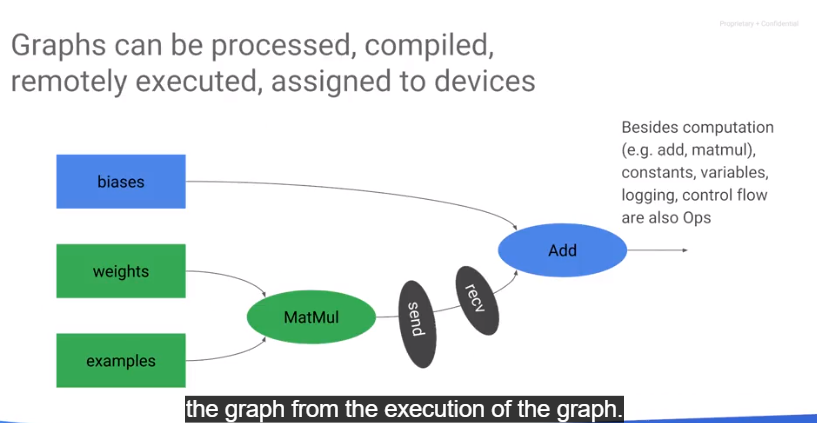 Proprietary + Confidential
Graphs can be processed, compiled,
remotely executed, assigned to devices
Besides computation
(e.g. add, matmul),
constants, variables,
logging, control flow
are also Ops
biases
weights
examples
MatMul
send
recv
Add
the graph from the execution of the graph.